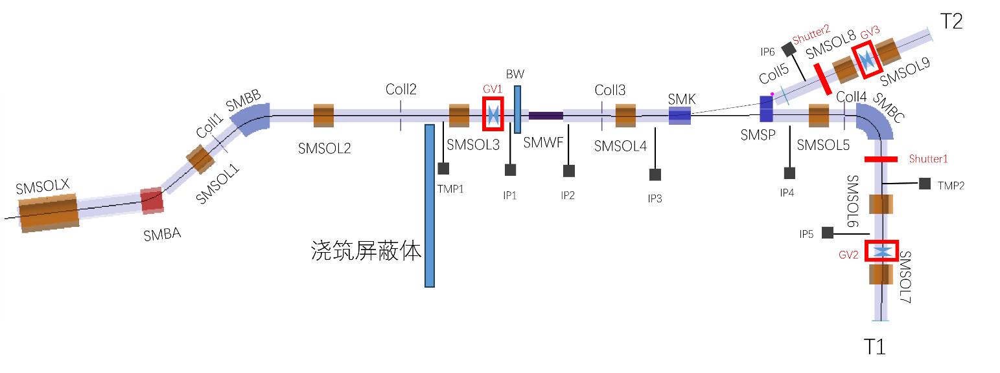 T2
Shutter2
GV3
SMSOL8
IP6
SMSOL9
Coll5
BW
Coll2
GV1
Coll3
SMK
Coll4
SMBB
SMBC
Coll1
SMSOL2
SMSOL3
SMWF
SMSOL4
SMSP
SMSOL5
Shutter1
SMSOL1
SMSOLX
TMP1
IP1
IP2
IP3
IP4
SMSOL6
TMP2
SMBA
浇筑屏蔽体
IP5
GV2
SMSOL7
T1